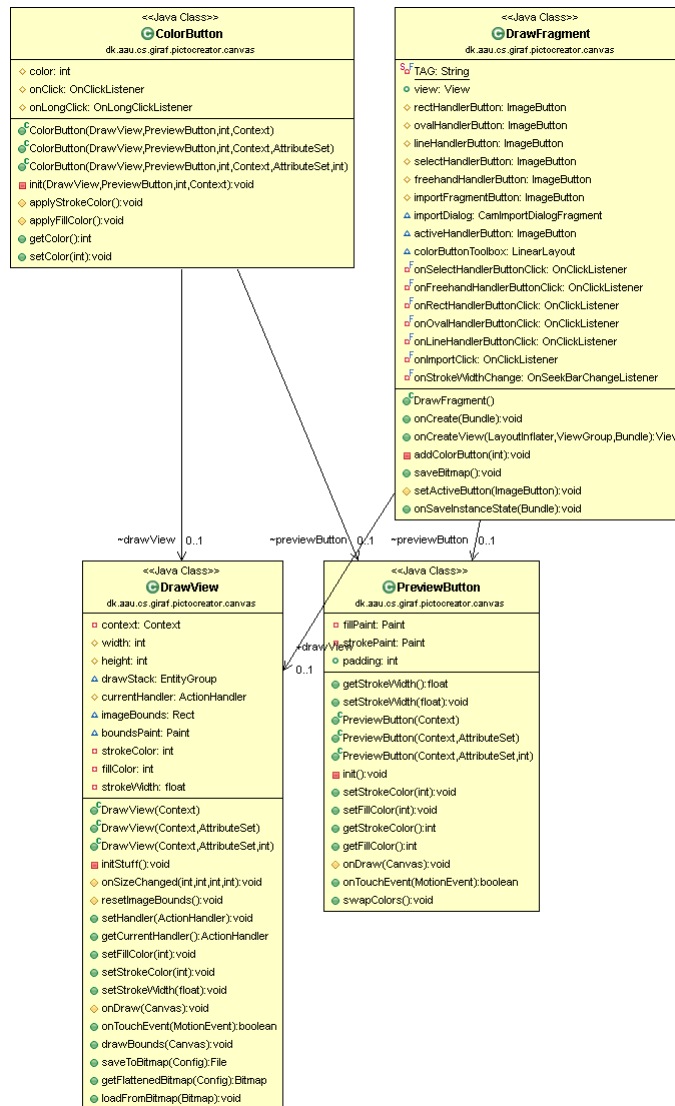 <<Java Class>>
ColorButton
dk.aau.cs.giraf.pictocreator.canvas
color: int
onClick: OnClickListener
onLongClick: OnLongClickListener
ColorButton(DrawView,PreviewButton,int,Context)
ColorButton(DrawView,PreviewButton,int,Context,AttributeSet)
ColorButton(DrawView,PreviewButton,int,Context,AttributeSet,int)
init(DrawView,PreviewButton,int,Context):void
applyStrokeColor():void
applyFillColor():void
getColor():int
setColor(int):void
<<Java Class>>
DrawFragment
dk.aau.cs.giraf.pictocreator.canvas
TAG: String
view: View
rectHandlerButton: ImageButton
ovalHandlerButton: ImageButton
lineHandlerButton: ImageButton
selectHandlerButton: ImageButton
freehandHandlerButton: ImageButton
importFragmentButton: ImageButton
importDialog: CamImportDialogFragment
activeHandlerButton: ImageButton
colorButtonToolbox: LinearLayout
onSelectHandlerButtonClick: OnClickListener
onFreehandHandlerButtonClick: OnClickListener
onRectHandlerButtonClick: OnClickListener
onOvalHandlerButtonClick: OnClickListener
onLineHandlerButtonClick: OnClickListener
onImportClick: OnClickListener
onStrokeWidthChange: OnSeekBarChangeListener
DrawFragment()
onCreate(Bundle):void
onCreateView(LayoutInflater,ViewGroup,Bundle):View
addColorButton(int):void
saveBitmap():void
setActiveButton(ImageButton):void
onSaveInstanceState(Bundle):void
~drawView 0..1
~previewButton 0..1
~previewButton 0..1
+drawView
0..1
<<Java Class>>
DrawView
dk.aau.cs.giraf.pictocreator.canvas
context: Context
width: int
height: int
drawStack: EntityGroup
currentHandler: ActionHandler
imageBounds: Rect
boundsPaint: Paint
strokeColor: int
fillColor: int
strokeWidth: float
DrawView(Context)
DrawView(Context,AttributeSet)
DrawView(Context,AttributeSet,int)
initStuff():void
onSizeChanged(int,int,int,int):void
resetImageBounds():void
setHandler(ActionHandler):void
getCurrentHandler():ActionHandler
setFillColor(int):void
setStrokeColor(int):void
setStrokeWidth(float):void
onDraw(Canvas):void
onTouchEvent(MotionEvent):boolean
drawBounds(Canvas):void
saveToBitmap(Config):File
getFlattenedBitmap(Config):Bitmap
loadFromBitmap(Bitmap):void
<<Java Class>>
PreviewButton
dk.aau.cs.giraf.pictocreator.canvas
fillPaint: Paint
strokePaint: Paint
padding: int
getStrokeWidth():float
setStrokeWidth(float):void
PreviewButton(Context)
PreviewButton(Context,AttributeSet)
PreviewButton(Context,AttributeSet,int)
init():void
setStrokeColor(int):void
setFillColor(int):void
getStrokeColor():int
getFillColor():int
onDraw(Canvas):void
onTouchEvent(MotionEvent):boolean
swapColors():void